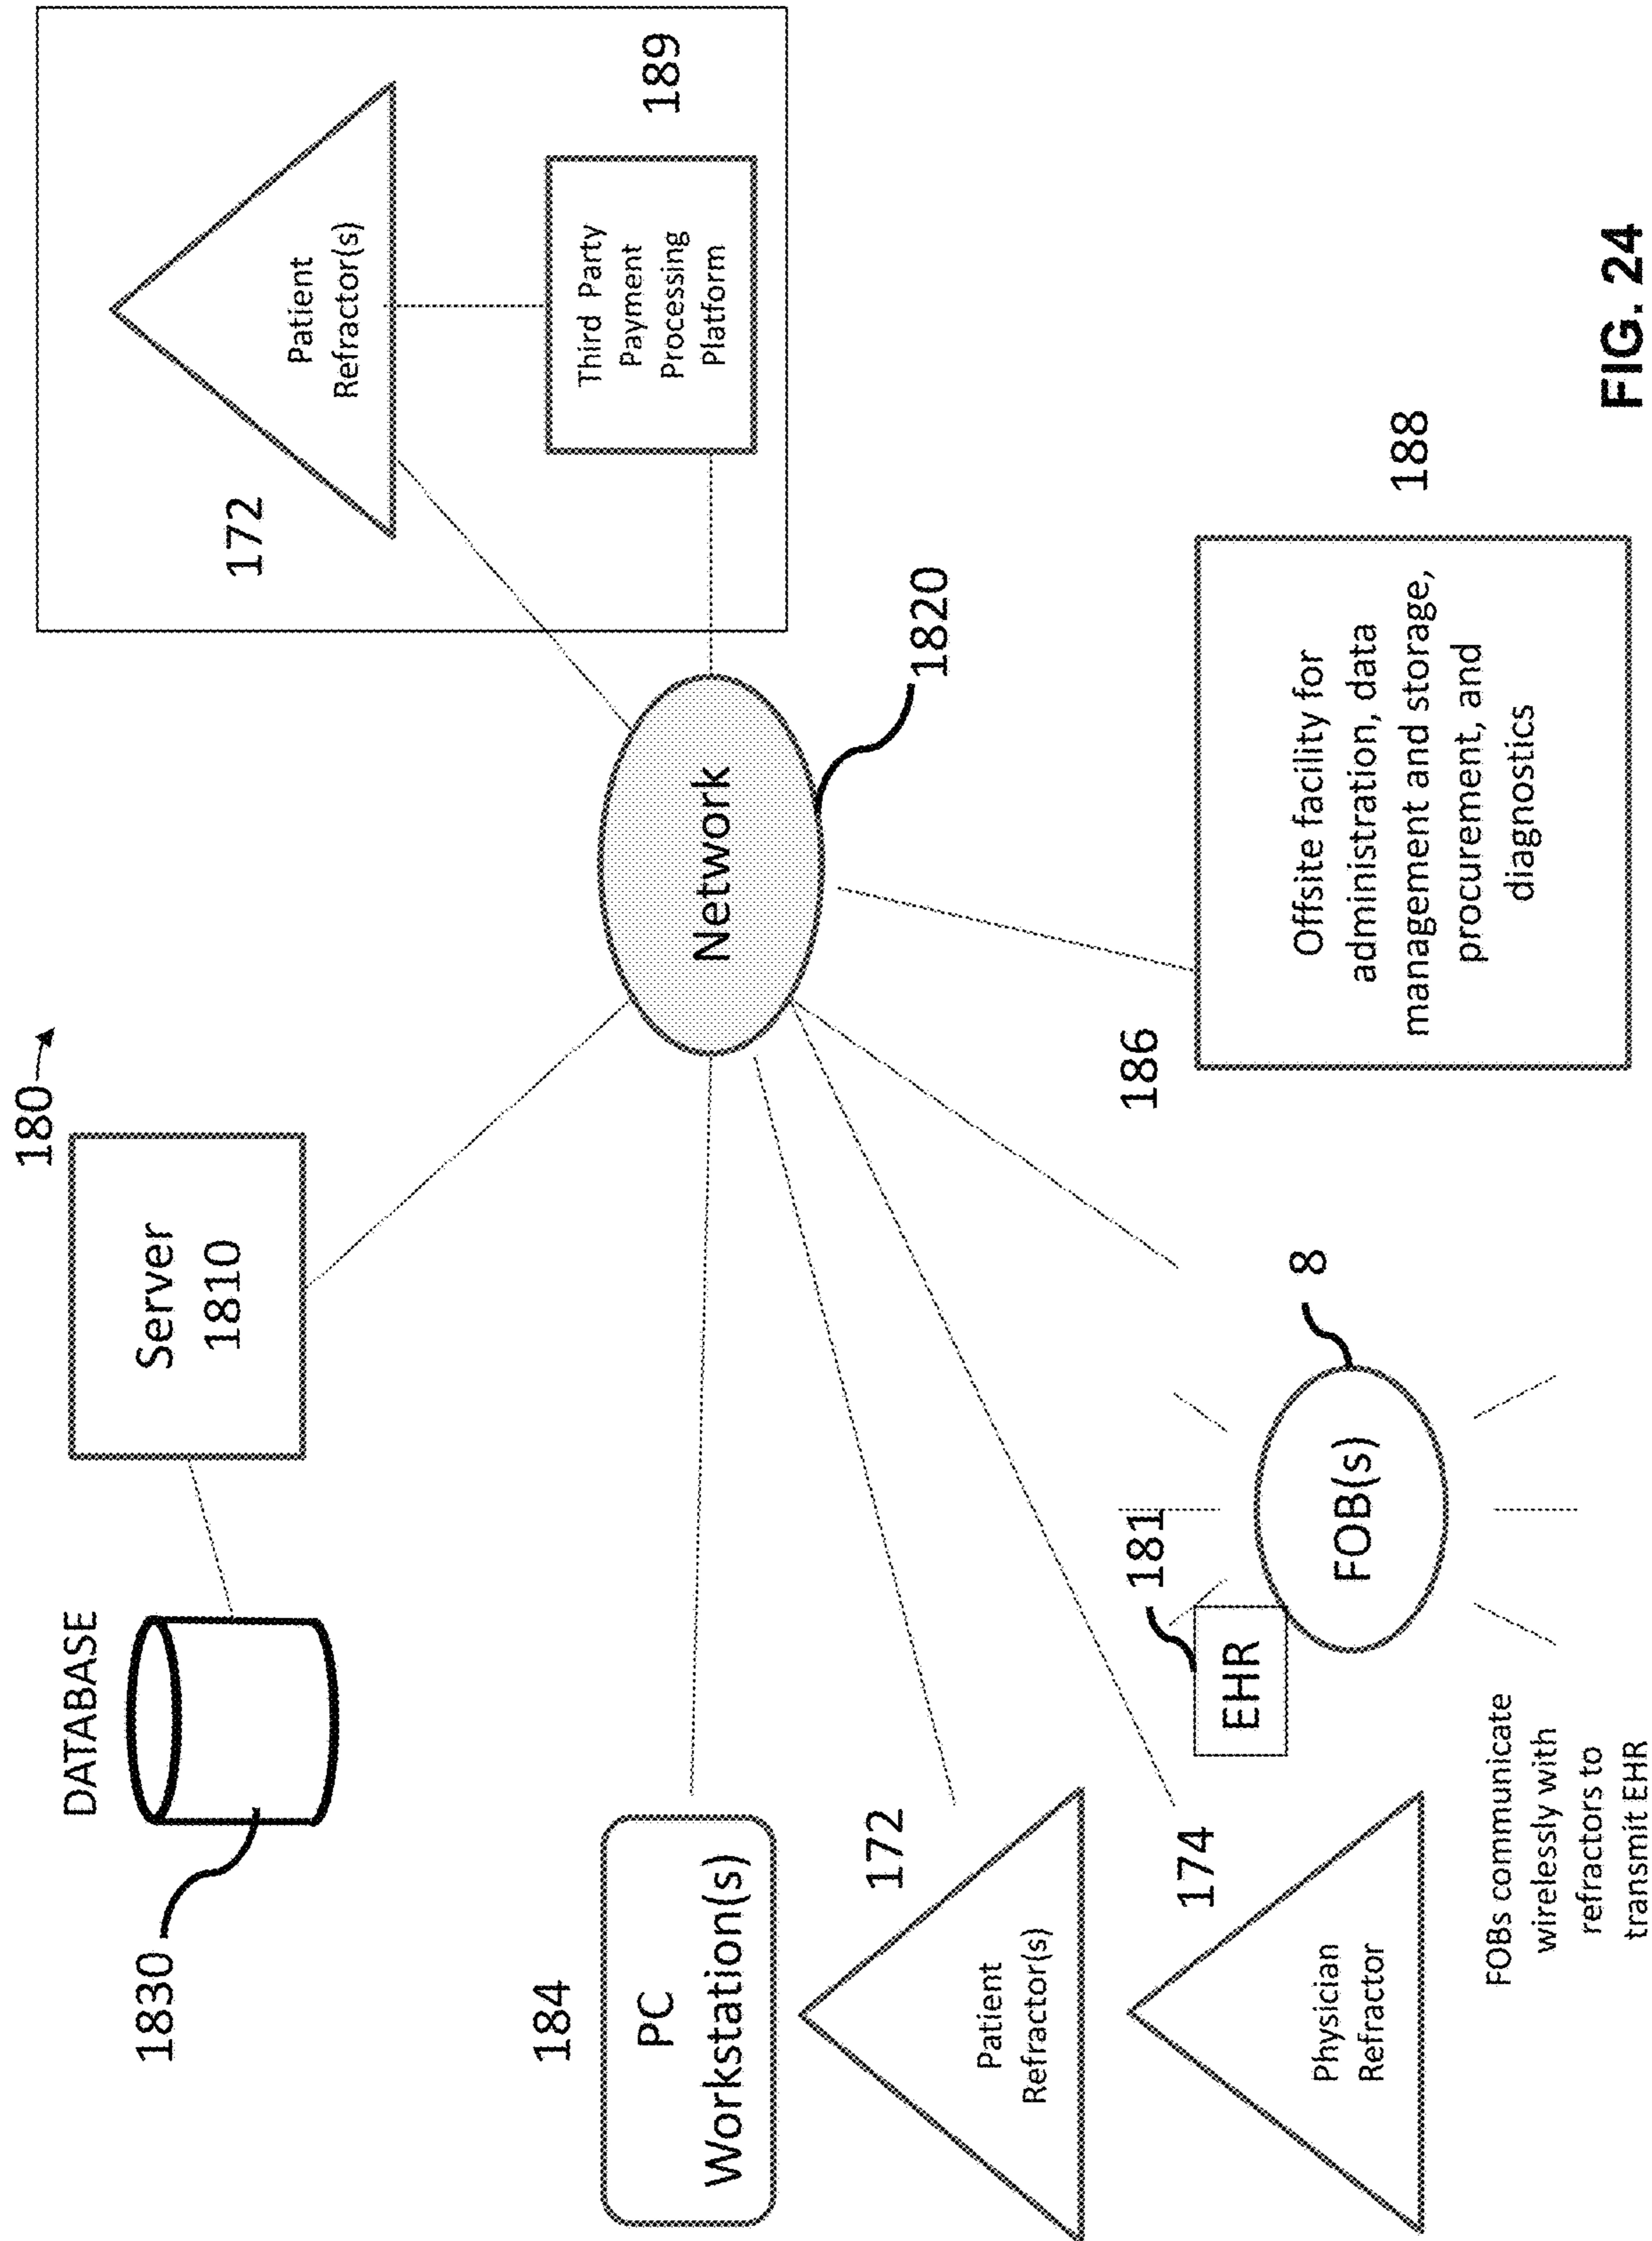 180
DATABASE
1830
Server
1810
172
Patient
Refractor(s)
189
Third Party
Payment
Processing
Platform
Network
1820
184
PC
Workstation(s)
172
Patient
Refractor(s)
174
Physician
Refractor
181
EHR
8
FOB(s)
FOBs communicate
wirelessly with
refractors to
transmit EHR
186
188
Offsite facility for
administration, data
management and storage,
procurement, and
diagnostics
FIG. 24